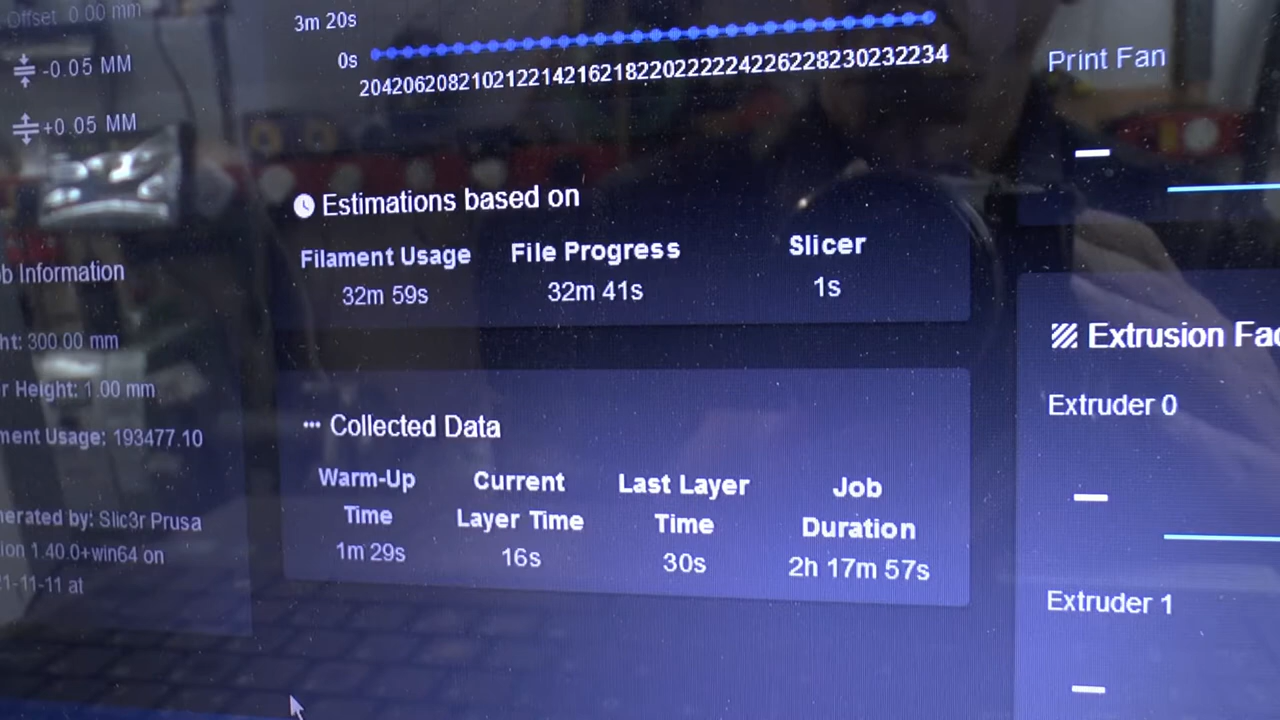 Offset 0.00 mm
-0.05 MM
+0.05 MM
b Information
ht: 300.00 mm
r Height: 1.00 mm
ment Usage: 193477.10
nerated by: Slic3r Prusa
ion 1.40.0+win64 on
1-11-11 at
3m 20s
0s
204206208210212214216218220222224226228230232234
Estimations based on
Filament Usage File Progress Slicer
32m 59s 32m 41s 1s
Collected Data
Warm-Up Current Last Layer Job
Time Layer Time Time Duration
1m 29s 16s 30s 2h 17m 57s
Print Fan
Extrusion Fac
Extruder 0
Extruder 1